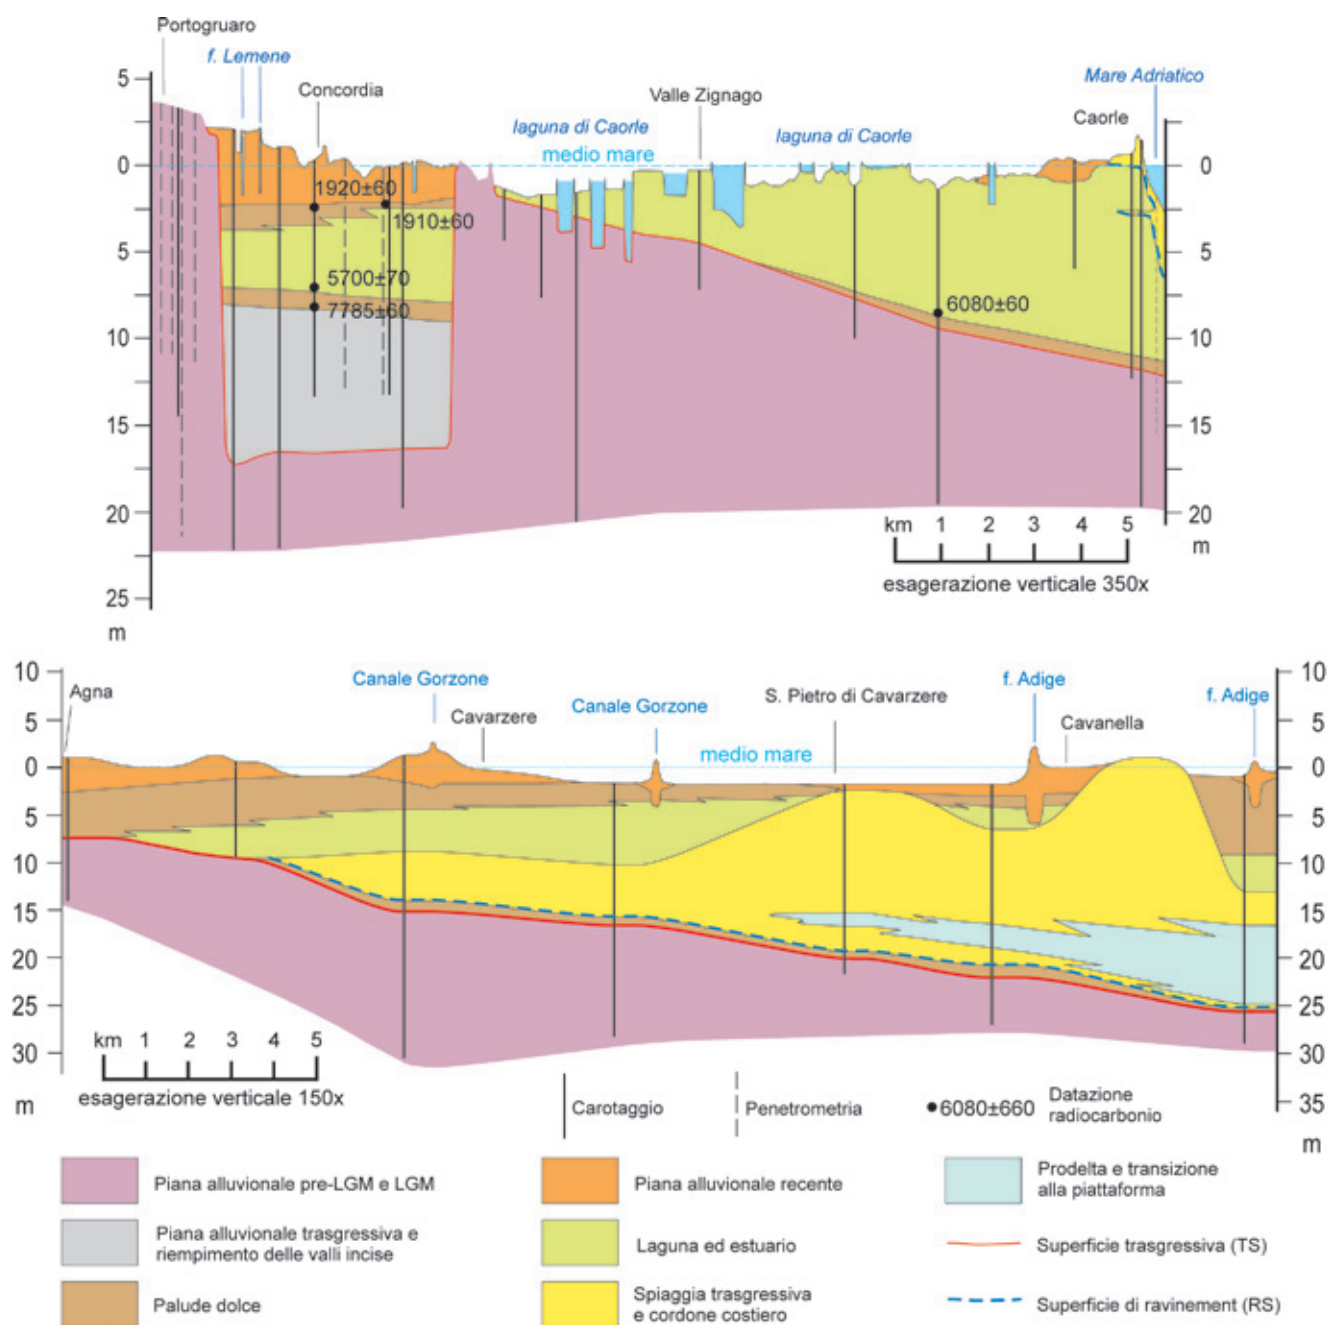 Portogruaro
f. Lemene
Concordia
laguna di Caorle
Valle Zignago
laguna di Caorle
Caorle
Mare Adriatico
medio mare
5
0
5
10
15
20
25
m
0
5
10
15
20
m
1920±60
1910±60
5700±70
7785±60
6080±60
km 1 2 3 4 5
esagerazione verticale 350x
10
5
0
5
10
15
20
25
30
m
Agna
Canale Gorzone
Cavarzere
Canale Gorzone
S. Pietro di Cavarzere
f. Adige
Cavanella
f. Adige
medio mare
10
5
0
5
10
15
20
25
30
35
m
km 1 2 3 4 5
esagerazione verticale 150x
Carotaggio
Penetrometria
6080±660
Datazione
radiocarbonio
Piana alluvionale pre-LGM e LGM
Piana alluvionale trasgressiva e
riempimento delle valli incise
Palude dolce
Piana alluvionale recente
Laguna ed estuario
Spiaggia trasgressiva
e cordone costiero
Prodelta e transizione
alla piattaforma
Superficie trasgressiva (TS)
Superficie di ravinement (RS)